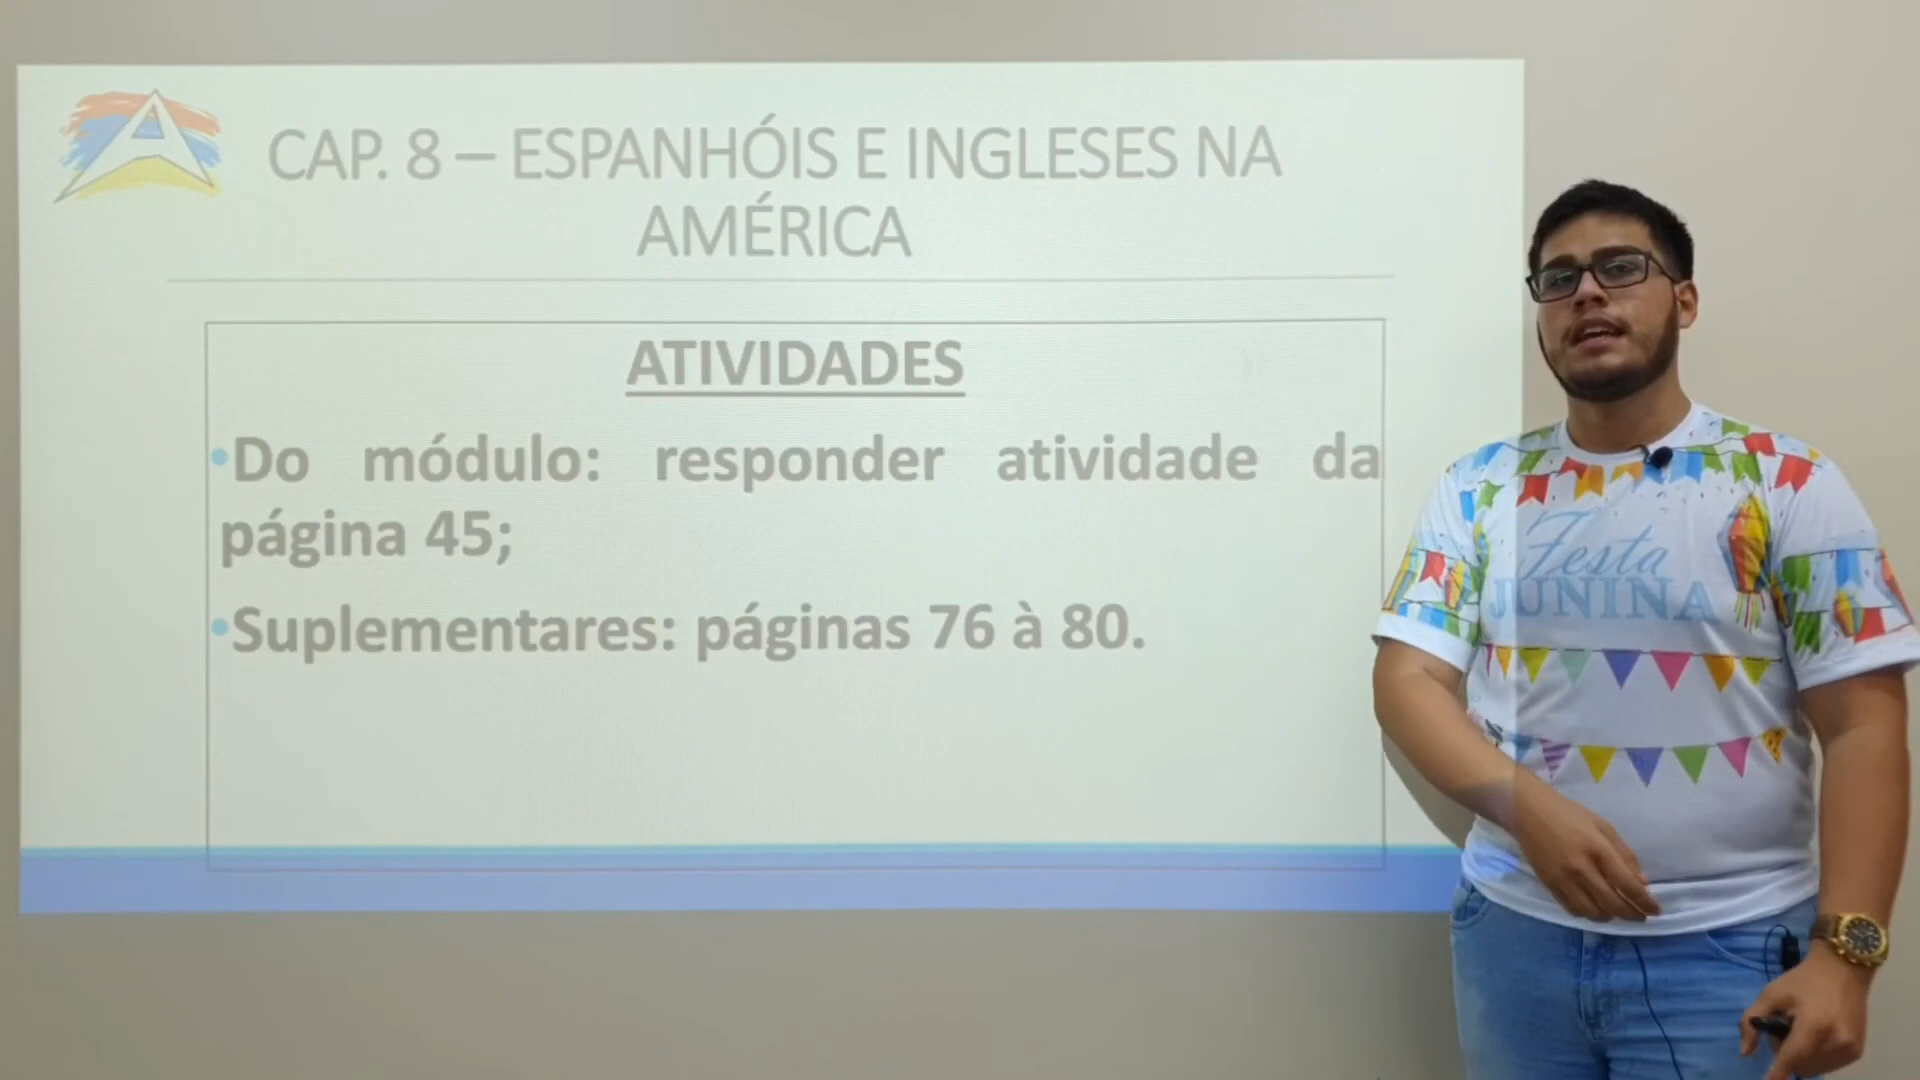 CAP. 8 – ESPANHÓIS E INGLESES NA
AMÉRICA
ATIVIDADES
•Do módulo: responder atividade da
página 45;
•Suplementares: páginas 76 à 80.
Festa
JUNINA